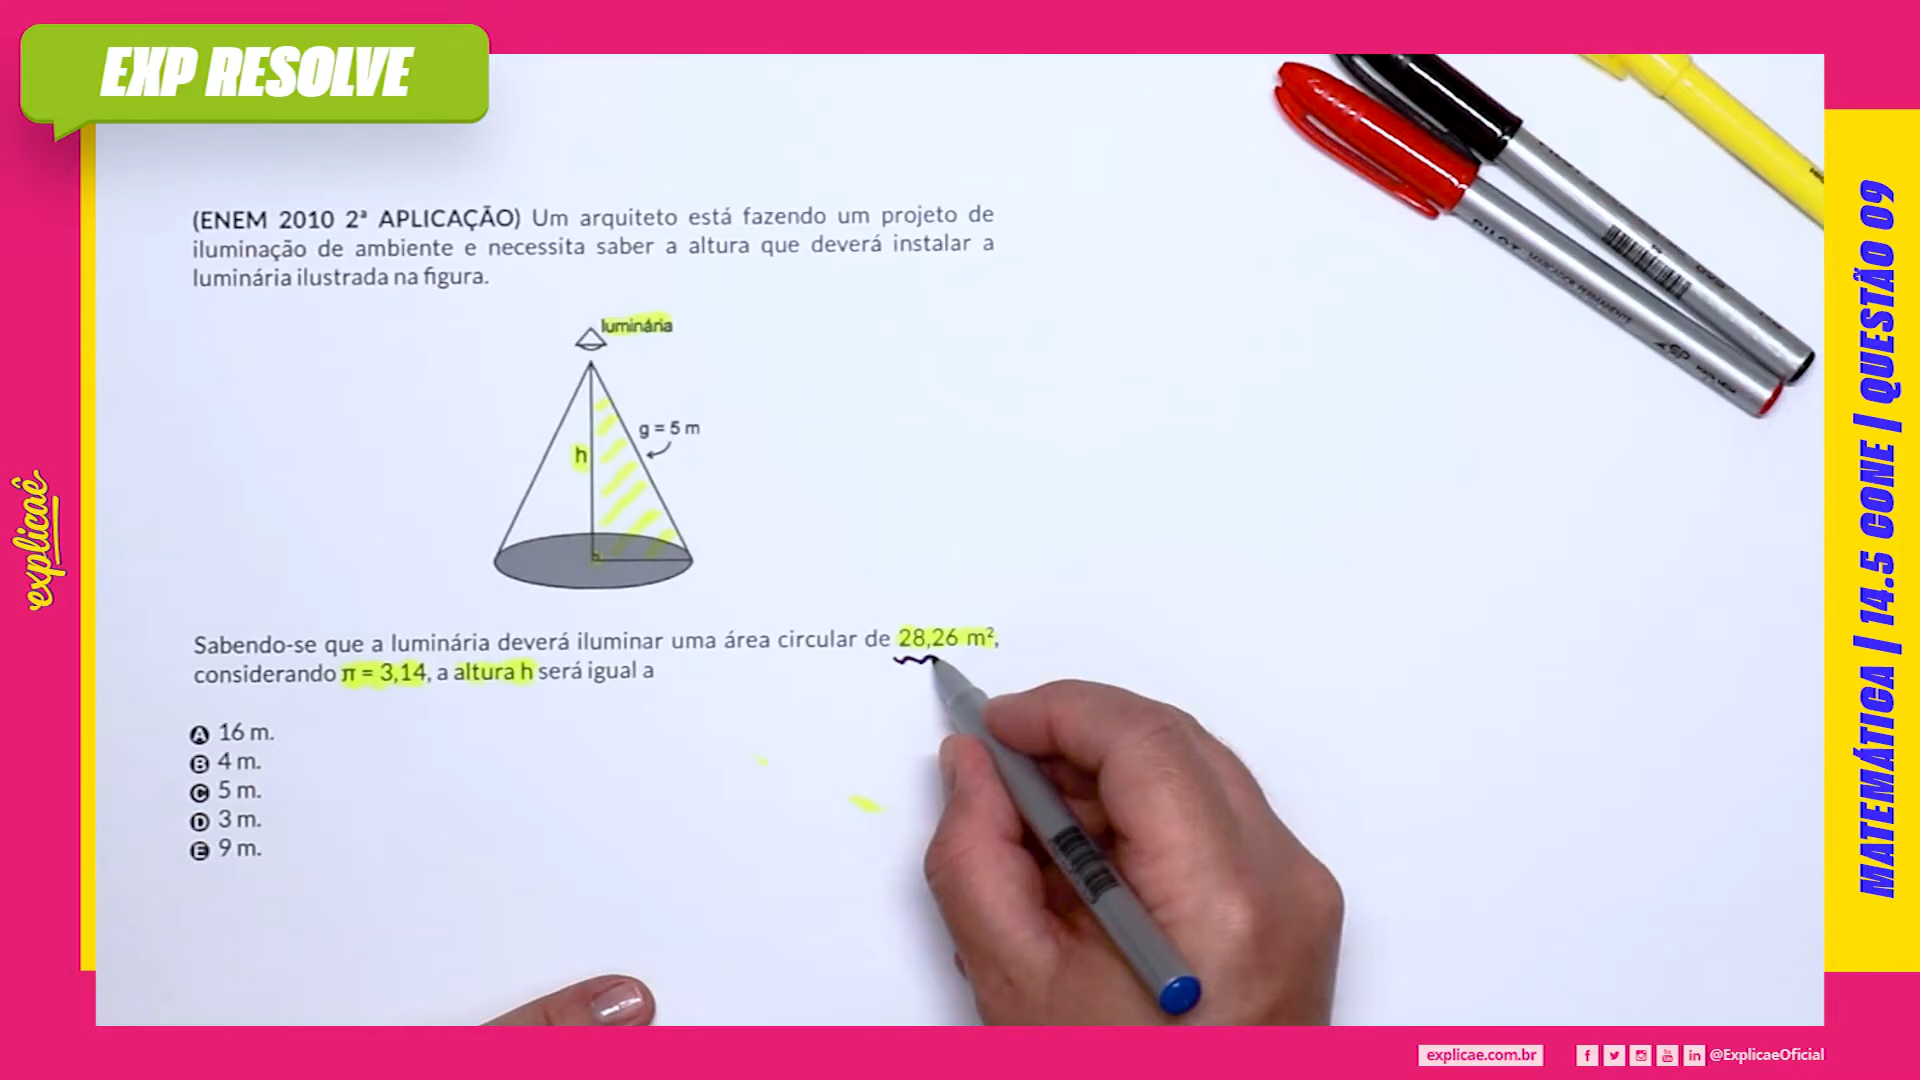 EXP RESOLVE
(ENEM 2010 2ª APLICAÇÃO) Um arquiteto está fazendo um projeto de
iluminação de ambiente e necessita saber a altura que deverá instalar a
luminária ilustrada na figura.
luminária
g = 5 m
h
Sabendo-se que a luminária deverá iluminar uma área circular de 28,26 m²,
considerando π = 3,14, a altura h será igual a
A 16 m.
B 4 m.
C 5 m.
D 3 m.
E 9 m.
explicaê
MATEMÁTICA | 14.5 CONE | QUESTÃO 09
PILOT
explicae.com.br
@ExplicaeOficial